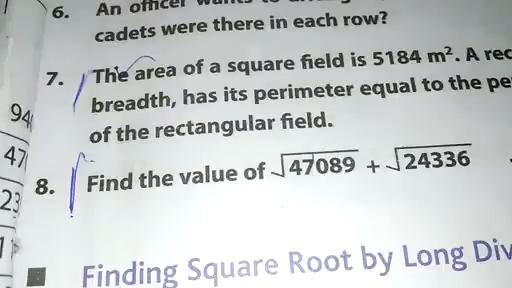 6. An officer wants to
cadets were there in each row?
7. The area of a square field is 5184 m². A rec
breadth, has its perimeter equal to the pe
of the rectangular field.
94
47
8. Find the value of √47089 + √24336
23
Finding Square Root by Long Div